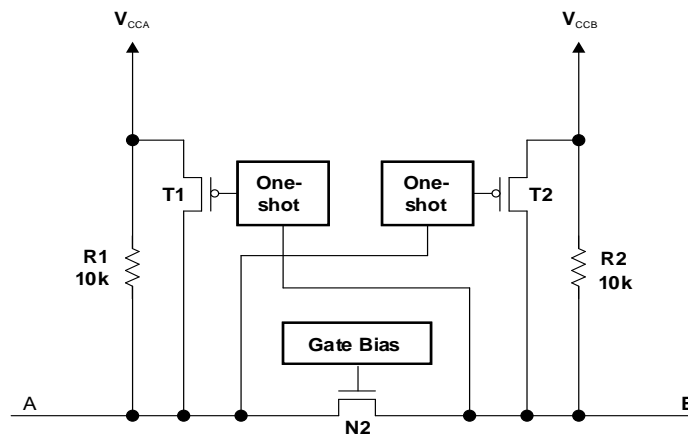 VCCA
VCCB
One-
shot
One-
shot
T1
T2
R1
10k
R2
10k
Gate Bias
A
B
N2